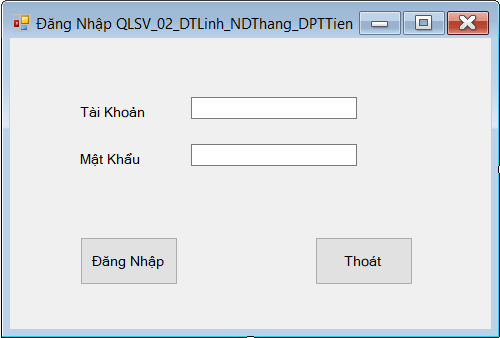 Đăng Nhập QLSV_02_DTLinh_NDThang_DPTTien
Tài Khoản
Mật Khẩu
Đăng Nhập
Thoát